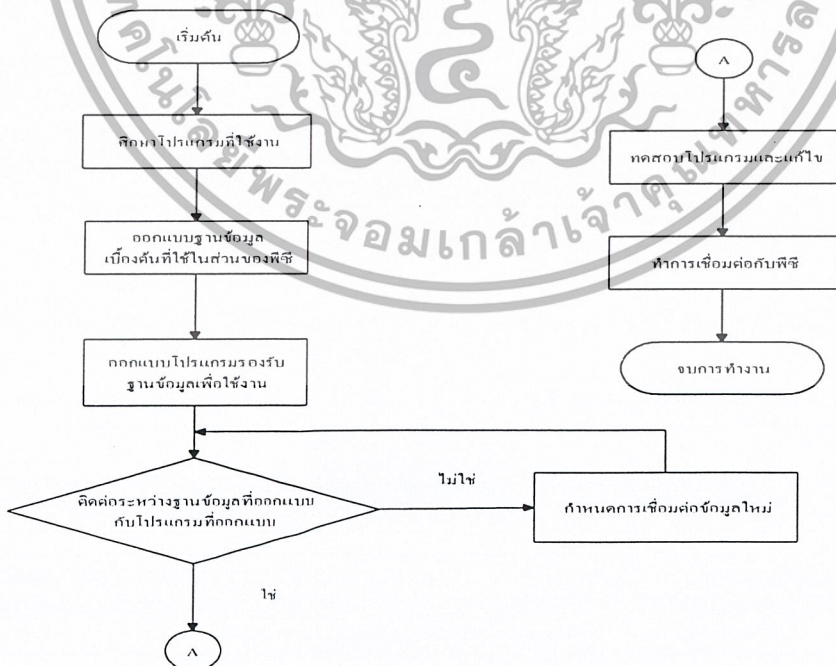 เริ่มต้น
ศึกษาโปรแกรมที่ใช้งาน
ออกแบบฐานข้อมูล
เบื้องต้นที่ใช้ในส่วนของพีซี
ออกแบบโปรแกรมรองรับ
ฐานข้อมูลเพื่อใช้งาน
ติดต่อระหว่างฐานข้อมูลที่ออกแบบ
กับโปรแกรมที่ออกแบบ
ไม่ใช่
กำหนดการเชื่อมต่อข้อมูลใหม่
ใช่
A
A
ทดสอบโปรแกรมและแก้ไข
ทำการเชื่อมต่อกับพีซี
จบการทำงาน
คโนโลยีพระจอมเกล้าเจ้าคุณทหารล